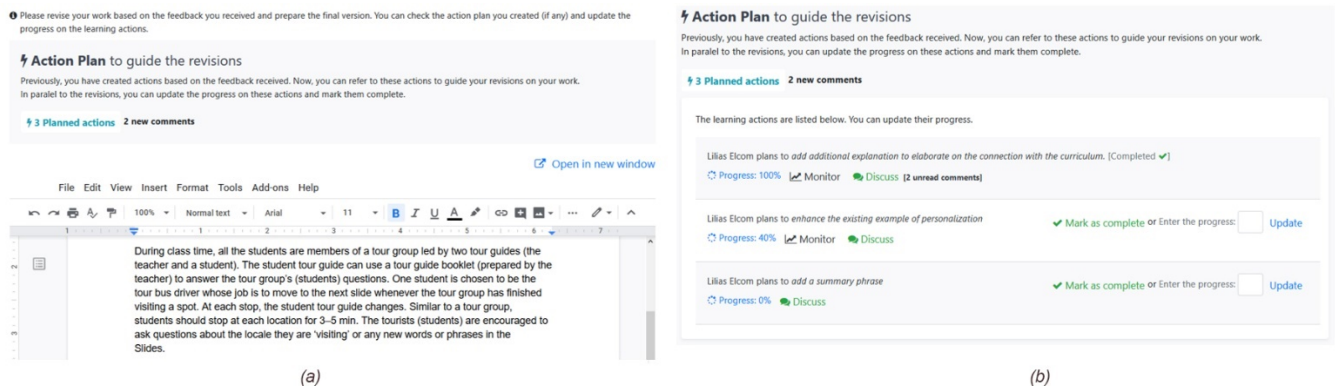 Please revise your work based on the feedback you received and prepare the final version. You can check the action plan you created (if any) and update the
progress on the learning actions.
Action Plan to guide the revisions
Previously, you have created actions based on the feedback received. Now, you can refer to these actions to guide your revisions on your work.
In paralel to the revisions, you can update the progress on these actions and mark them complete.
3 Planned actions 2 new comments
Open in new window
File Edit View Insert Format Tools Add-ons Help
100% Normal text Arial 11 B I U A
1 1 2 3 4 5 6 7
During class time, all the students are members of a tour group led by two tour guides (the
teacher and a student). The student tour guide can use a tour guide booklet (prepared by the
teacher) to answer the tour group's (students) questions. One student is chosen to be the
tour bus driver whose job is to move to the next slide whenever the tour group has finished
visiting a spot. At each stop, the student tour guide changes. Similar to a tour group,
students should stop at each location for 3–5 min. The tourists (students) are encouraged to
ask questions about the locale they are 'visiting' or any new words or phrases in the
Slides.
(a)
Action Plan to guide the revisions
Previously, you have created actions based on the feedback received. Now, you can refer to these actions to guide your revisions on your work.
In paralel to the revisions, you can update the progress on these actions and mark them complete.
3 Planned actions 2 new comments
The learning actions are listed below. You can update their progress.
Lilias Elcom plans to add additional explanation to elaborate on the connection with the curriculum. [Completed ✔]
Progress: 100% Monitor Discuss [2 unread comments]
Lilias Elcom plans to enhance the existing example of personalization
✔ Mark as complete or Enter the progress: Update
Progress: 40% Monitor Discuss
Lilias Elcom plans to add a summary phrase
✔ Mark as complete or Enter the progress: Update
Progress: 0% Discuss
(b)